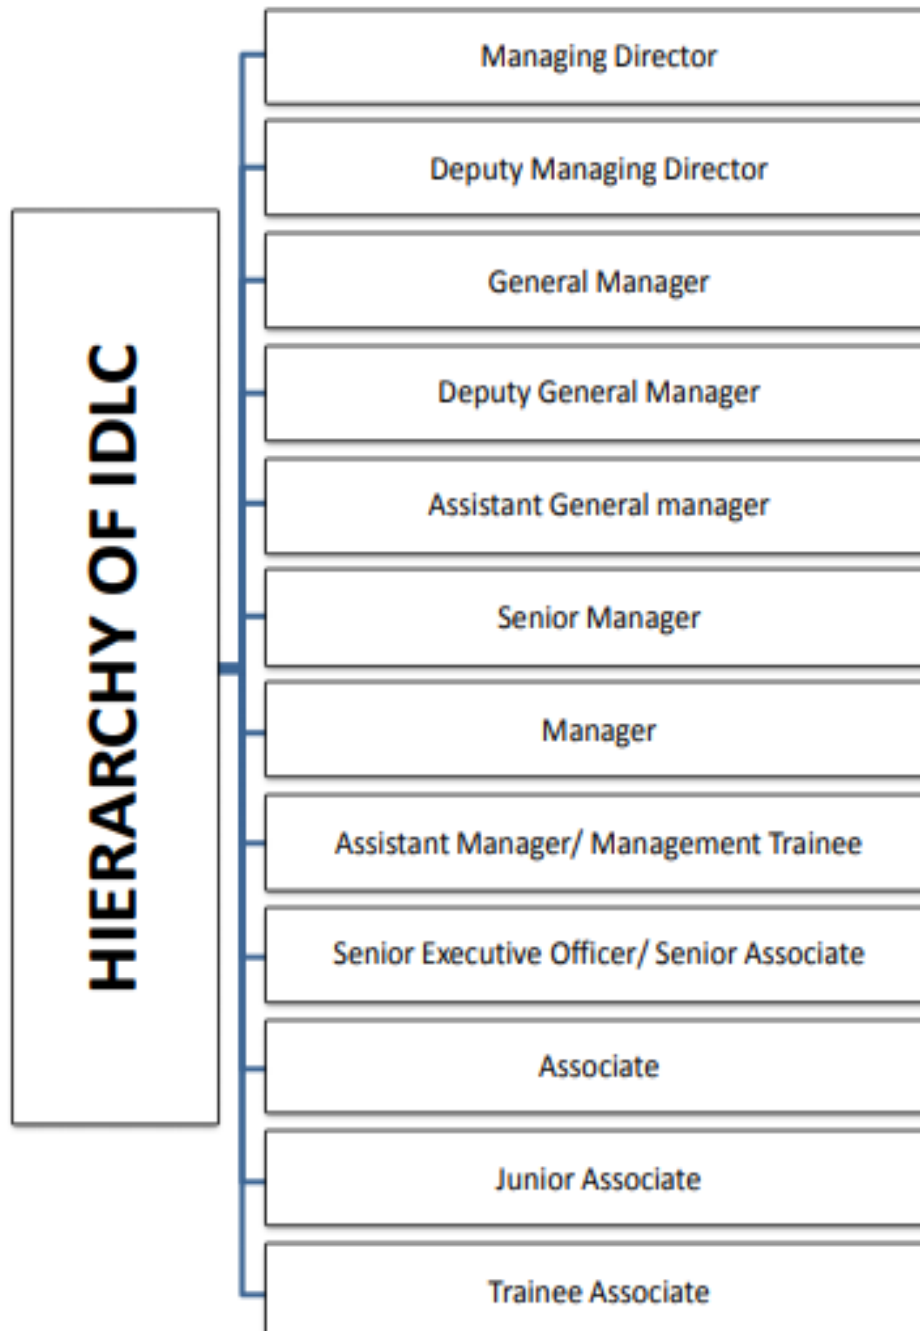 HIERARCHY OF IDLC
Managing Director
Deputy Managing Director
General Manager
Deputy General Manager
Assistant General manager
Senior Manager
Manager
Assistant Manager/ Management Trainee
Senior Executive Officer/ Senior Associate
Associate
Junior Associate
Trainee Associate